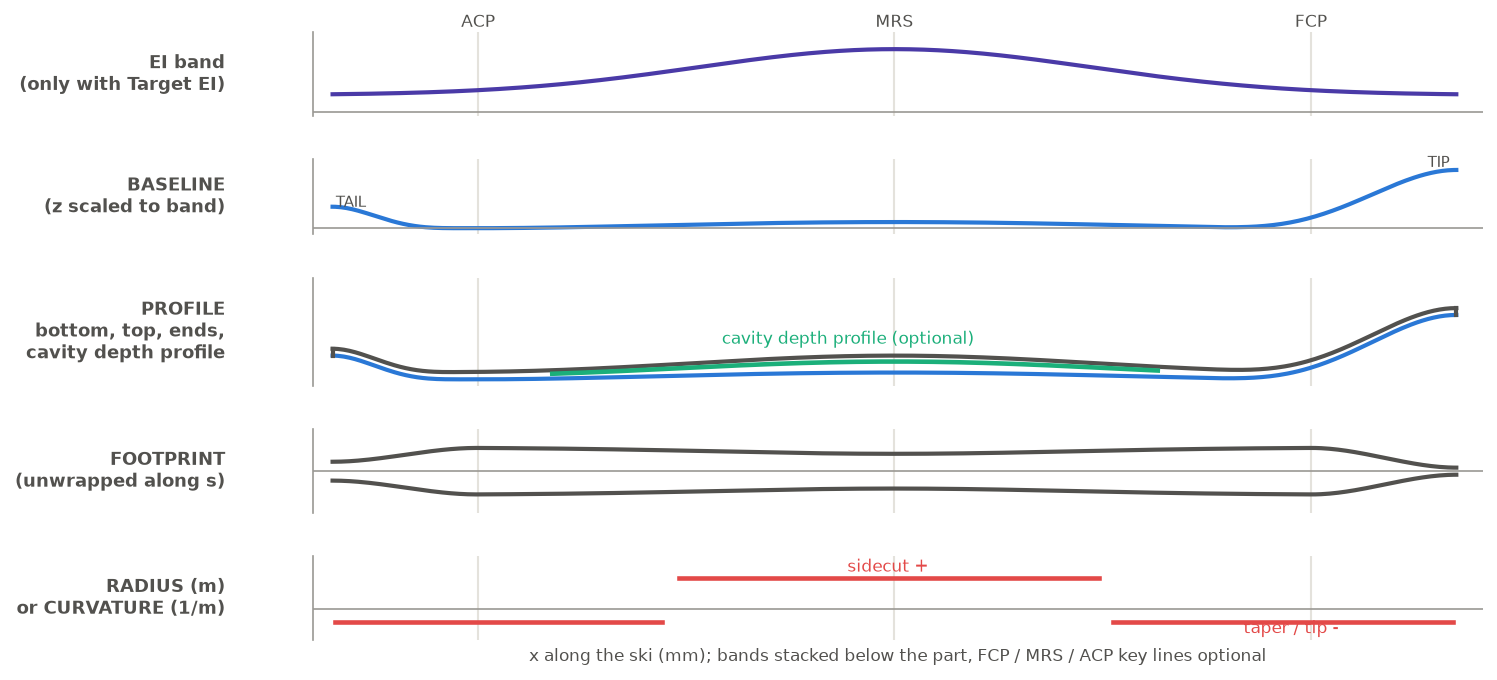 ACP
MRS
FCP
EI band
(only with Target EI)
BASELINE
(z scaled to band)
TAIL
TIP
PROFILE
bottom, top, ends,
cavity depth profile
cavity depth profile (optional)
FOOTPRINT
(unwrapped along s)
RADIUS (m)
or CURVATURE (1/m)
sidecut +
taper / tip -
x along the ski (mm); bands stacked below the part, FCP / MRS / ACP key lines optional